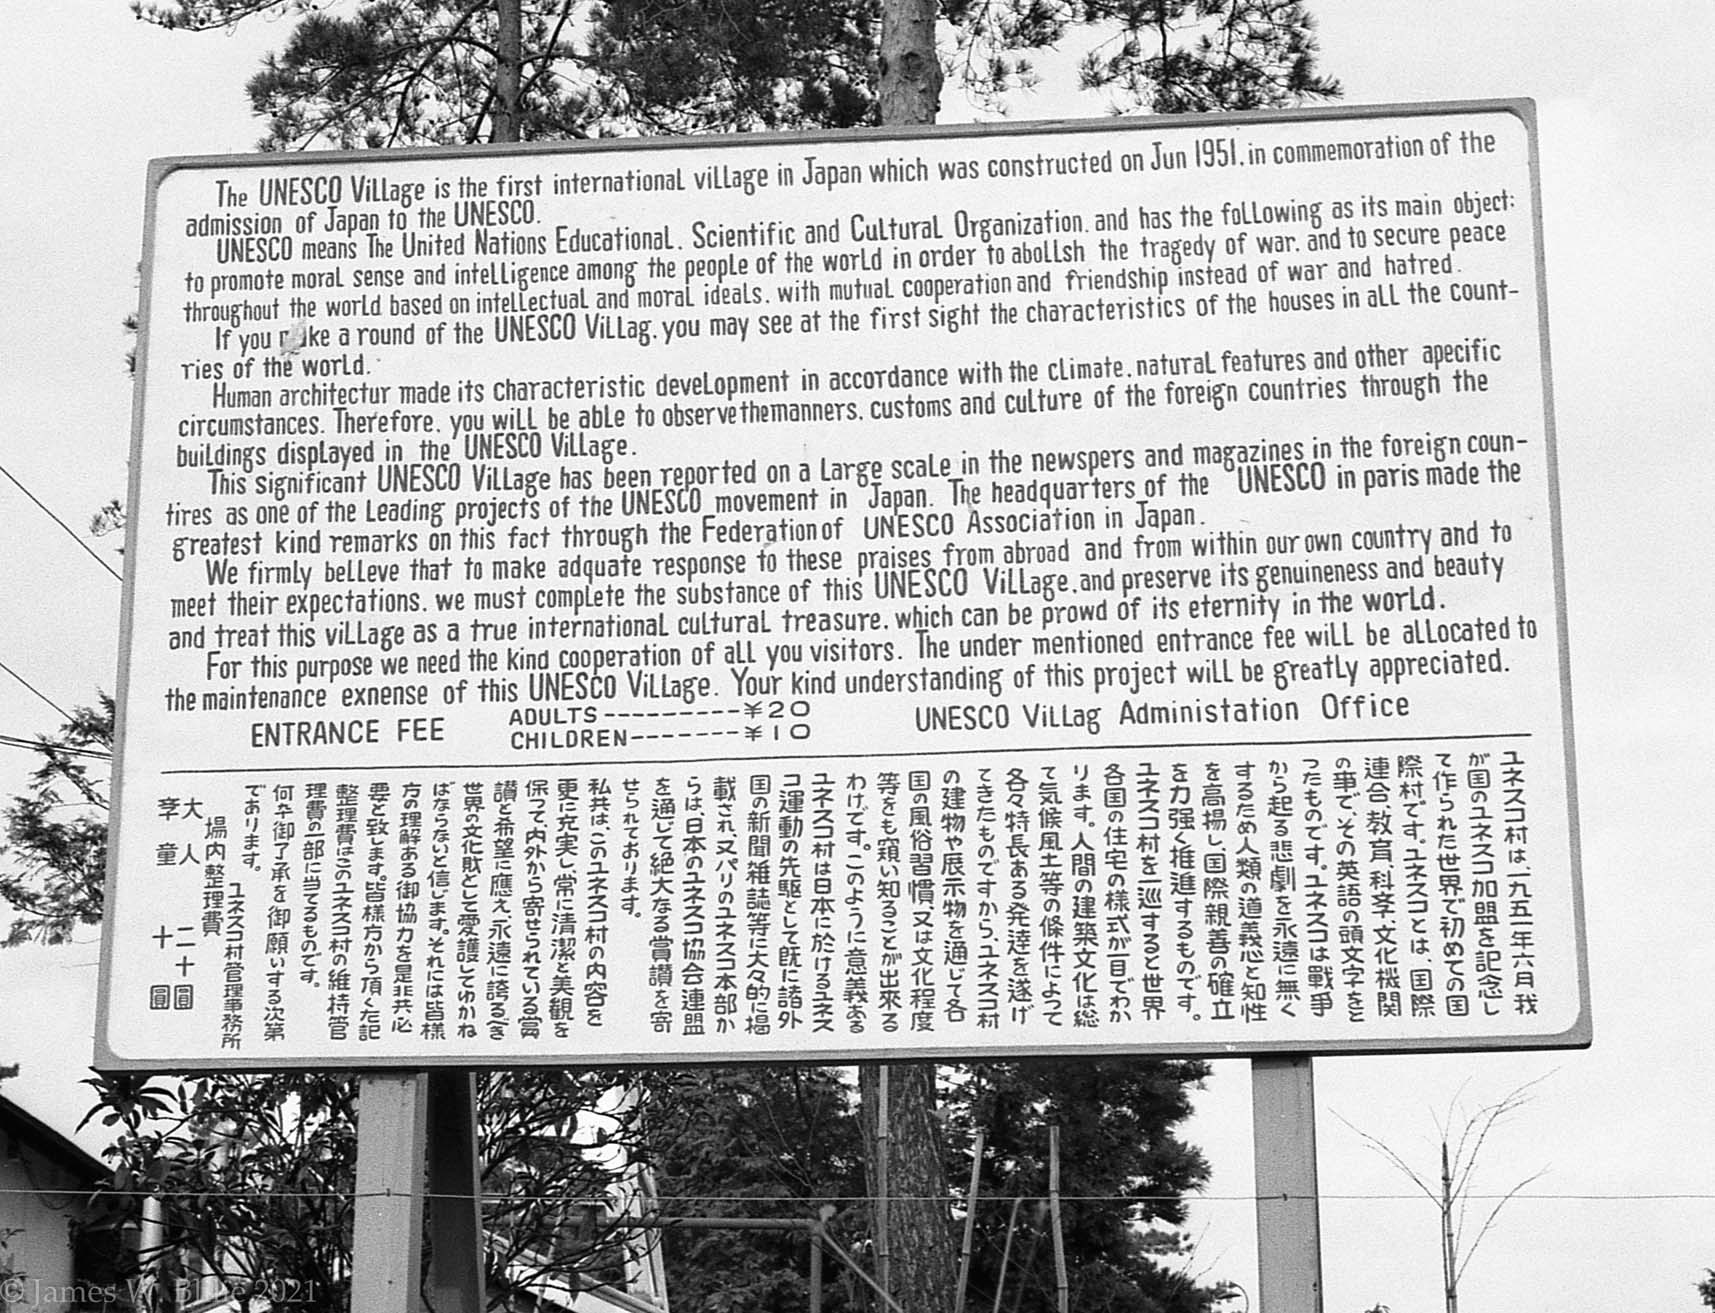 The UNESCO Village is the first international village in Japan which was constructed on Jun 1951. in commemoration of the
admission of Japan to the UNESCO.
UNESCO means The United Nations Educational. Scientific and Cultural Organization. and has the following as its main object:
to promote moral sense and intelligence among the people of the world in order to abollsh the tragedy of war. and to secure peace
throughout the world based on intellectual and moral ideals. with mutual cooperation and friendship instead of war and hatred.
If you make a round of the UNESCO Villag. you may see at the first sight the characteristics of the houses in all the count-
ries of the world.
Human architectur made its characteristic development in accordance with the climate. natural features and other apecific
circumstances. Therefore. you will be able to observe the manners. customs and culture of the foreign countries through the
buildings displayed in the UNESCO Village.
This significant UNESCO Village has been reported on a large scale in the newspers and magazines in the foreign coun-
tires as one of the leading projects of the UNESCO movement in Japan. The headquarters of the UNESCO in paris made the
greatest kind remarks on this fact through the Federation of UNESCO Association in Japan.
We firmly belleve that to make adquate response to these praises from abroad and from within our own country and to
meet their expectations. we must complete the substance of this UNESCO Village. and preserve its genuineness and beauty
and treat this village as a true international cultural treasure. which can be prowd of its eternity in the world.
For this purpose we need the kind cooperation of all you visitors. The under mentioned entrance fee will be allocated to
the maintenance exnense of this UNESCO Village. Your kind understanding of this project will be greatly appreciated.
ENTRANCE FEE ADULTS----------¥20
CHILDREN-------¥10
UNESCO Villag Administation Office
ユネスコ村は、一九五一年六月我
が国のユネスコ加盟を記念し
て作られた世界で初めての国
際村です。ユネスコとは、国際
連合、教育、科学、文化機関
の事で、その英語の頭文字をと
ったものです。ユネスコは戰爭
から起る悲劇を永遠に無く
するため人類の道義心と知性
を高揚し、国際親善の確立
を力强く推進するものです。
ユネスコ村を一巡すると世界
各国の住宅の様式が一目でわか
ります。人間の建築文化は総
て気候風土等の條件によって
各々特長ある発達を遂げ
てきたものですから、ユネスコ村
の建物や展示物を通じて各
国の風俗習慣、又は文化程度
等をも窺い知ることが出來る
わけです。このように意義ある
ユネスコ村は日本に於けるユネス
コ運動の先駆として既に諸外
国の新聞雑誌等に大々的に掲
載され、又パリのユネスコ本部か
らは、日本のユネスコ協会連盟
を通じて絶大なる賞讃を寄
せられております。
私共は、このユネスコ村の内容を
更に充実し、常に清潔と美観を
保つて、内外から寄せられている賞
讃と希望に應え、永遠に誇るべき
世界の文化財として愛護してゆかね
ばならないと信します。それには皆様
方の理解ある御協力を是非共必
要と致します。皆様方から頂く左記
整理費はこのユネスコ村の維持管
理費の一部に当てるものです。
何卆御了承を御願いする次第
であります。
ユネスコ村管理事務所
場内整理費
大人 二十圓
学童 十圓
© James W. Blake 2021